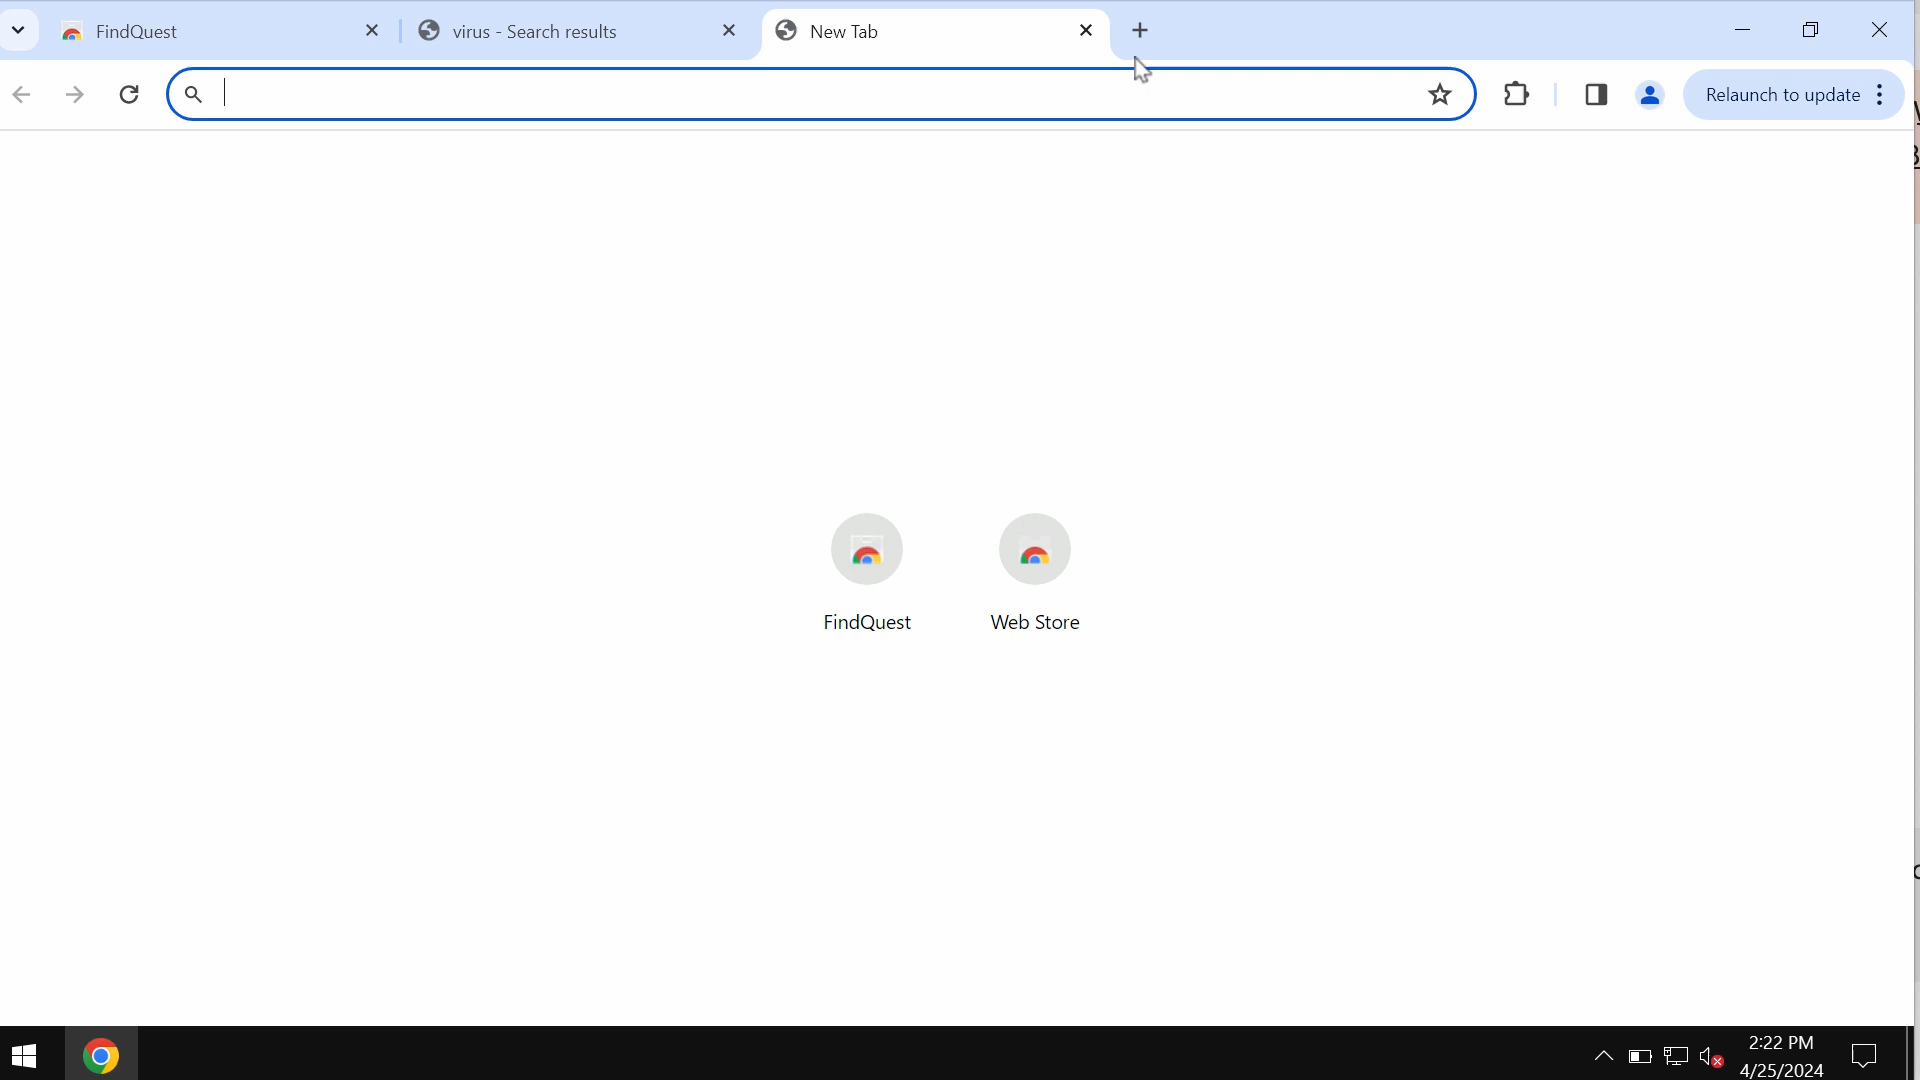 FindQuest
virus - Search results
New Tab
Relaunch to update
FindQuest
Web Store
2:22 PM
4/25/2024